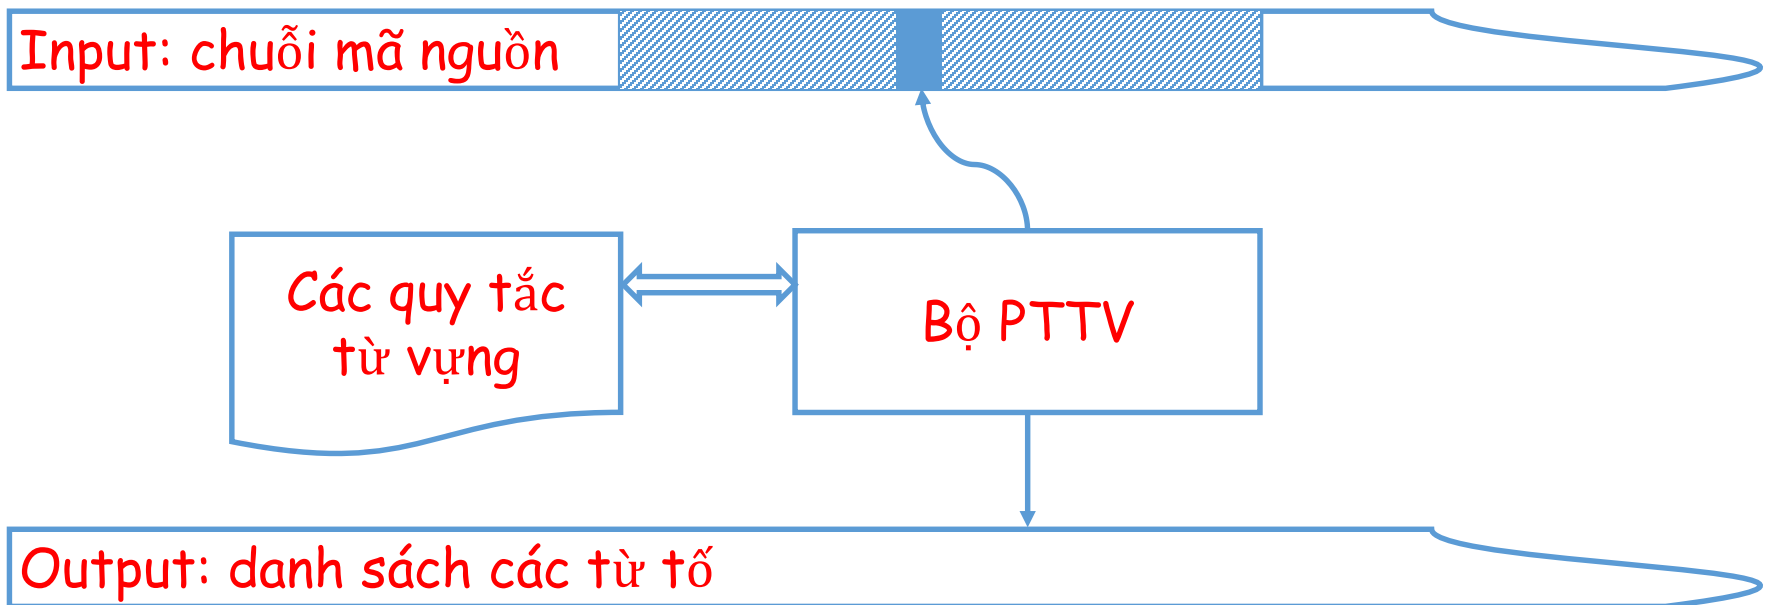 Input: chuỗi mã nguồn
Các quy tắc
từ vựng
Bộ PTTV
Output: danh sách các từ tố